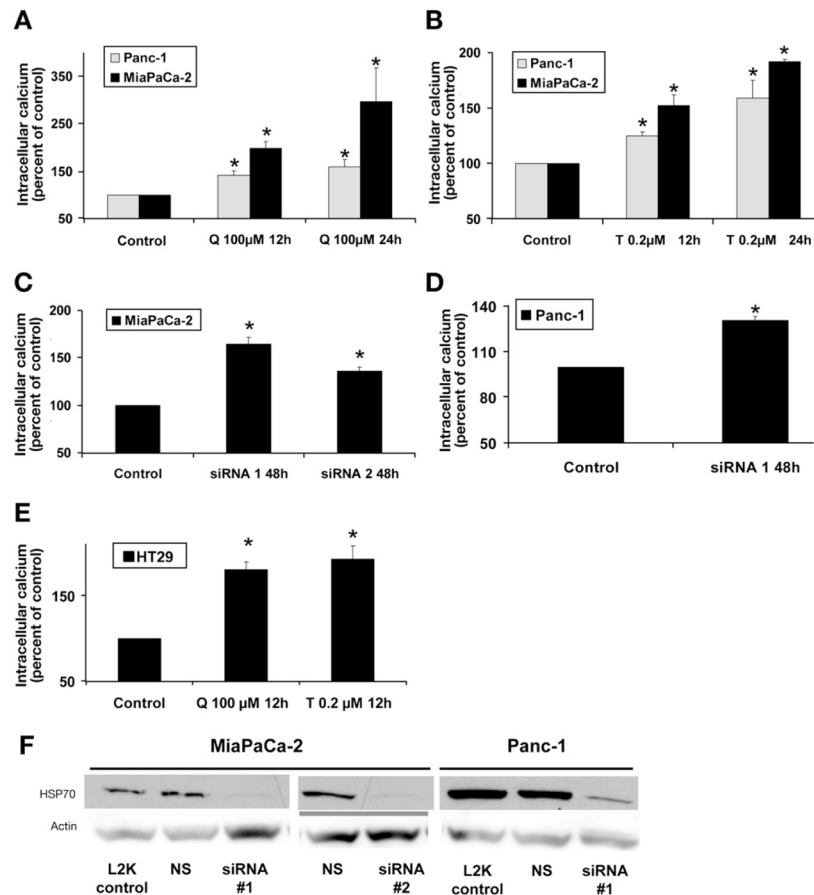 A
Panc-1
MiaPaCa-2
Intracellular calcium
(percent of control)
350
250
150
50
*
*
*
*
Control
Q 100µM 12h
Q 100µM 24h
B
Panc-1
MiaPaCa-2
Intracellular calcium
(percent of control)
200
150
100
50
*
*
*
*
Control
T 0.2µM 12h
T 0.2µM 24h
C
MiaPaCa-2
Intracellular calcium
(percent of control)
200
150
100
50
*
*
Control
siRNA 1 48h
siRNA 2 48h
D
Panc-1
Intracellular calcium
(percent of control)
140
110
80
50
*
Control
siRNA 1 48h
E
HT29
Intracellular calcium
(percent of control)
150
50
*
*
Control
Q 100 µM 12h
T 0.2 µM 12h
F
MiaPaCa-2
Panc-1
HSP70
Actin
L2K NS siRNA NS siRNA L2K NS siRNA
control #1 #2 control #1